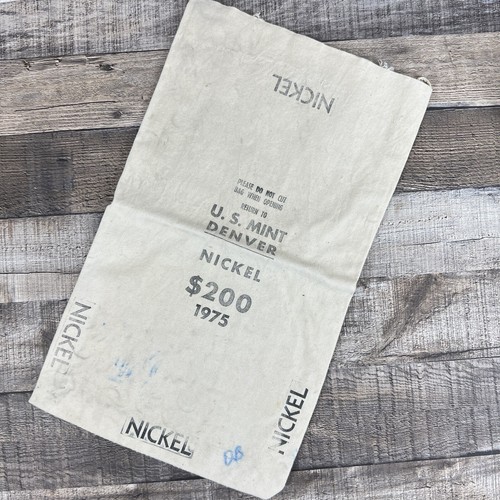 NICKEL
PLEASE DO NOT CUT
BAG WHEN OPENING
RETURN TO
U. S. MINT
DENVER
NICKEL
$200
1975
NICKEL
NICKEL
NICKEL
DB